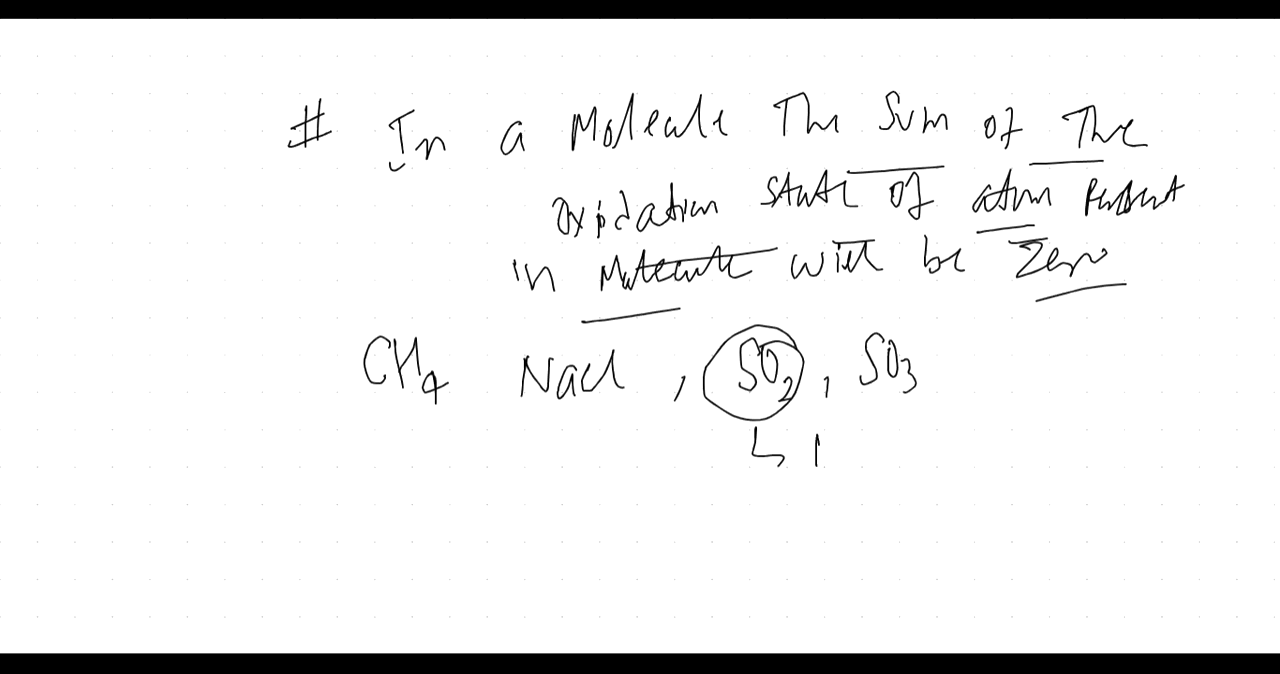 # In a Molecule The Sum of The
oxidation state of atom Present
in Molecule will be Zero
CH4 NaCl , SO2 , SO3